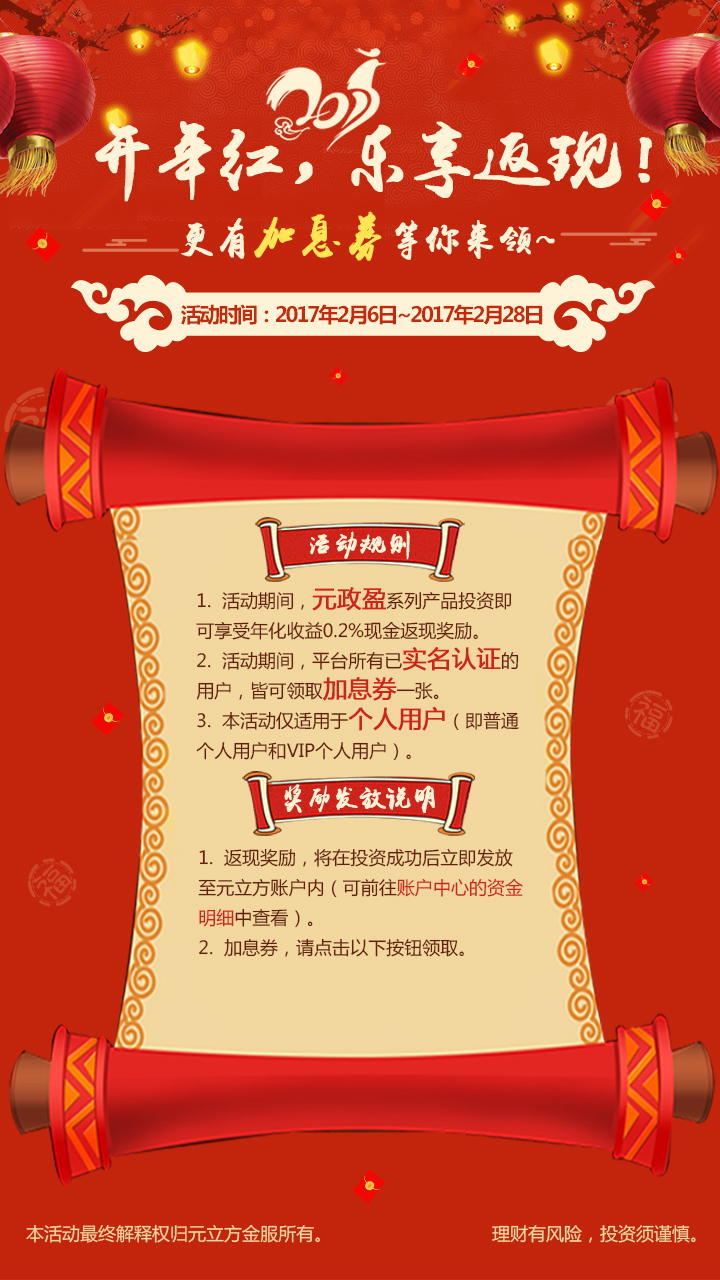 2017
开年红，乐享返现！
更有加息券等你来领~
活动时间：2017年2月6日~2017年2月28日
活动规则
1. 活动期间，元政盈系列产品投资即
可享受年化收益0.2%现金返现奖励。
2. 活动期间，平台所有已实名认证的
用户，皆可领取加息券一张。
3. 本活动仅适用于个人用户（即普通
个人用户和VIP个人用户）。
奖励发放说明
1. 返现奖励，将在投资成功后立即发放
至元立方账户内（可前往账户中心的资金
明细中查看）。
2. 加息券，请点击以下按钮领取。
福
福
本活动最终解释权归元立方金服所有。
理财有风险，投资须谨慎。